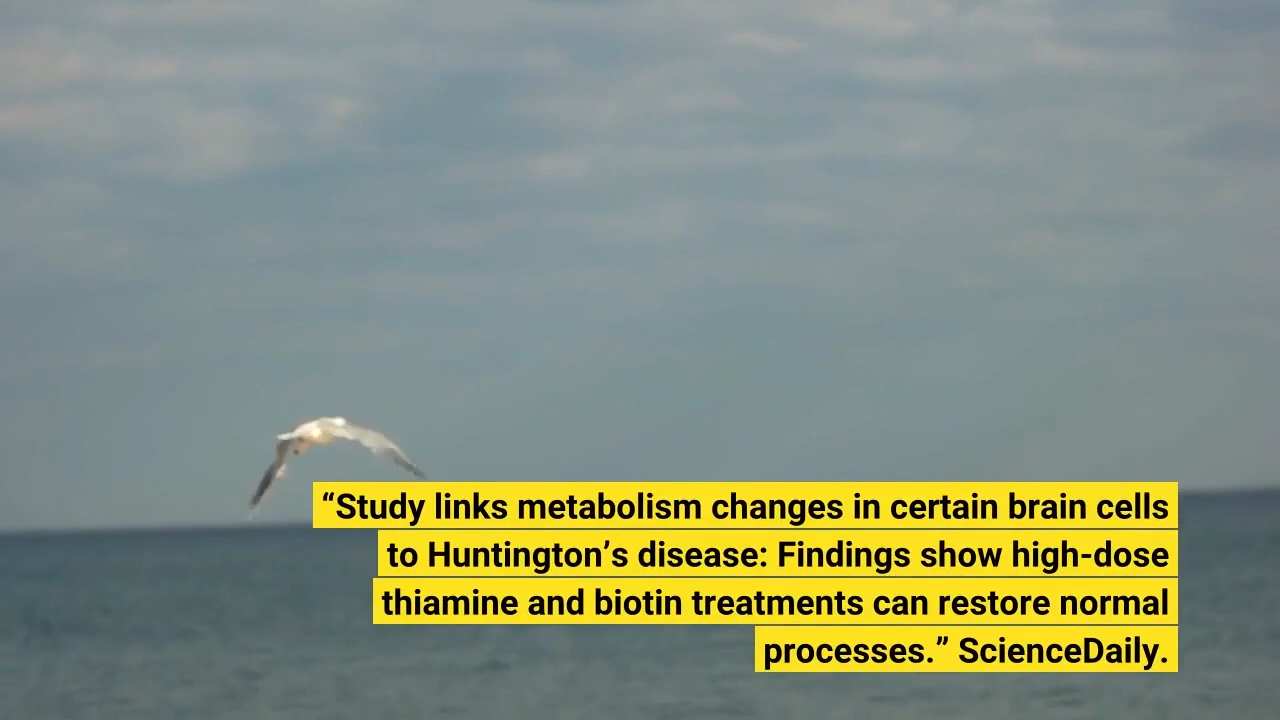 “Study links metabolism changes in certain brain cells
to Huntington’s disease: Findings show high-dose
thiamine and biotin treatments can restore normal
processes.” ScienceDaily.